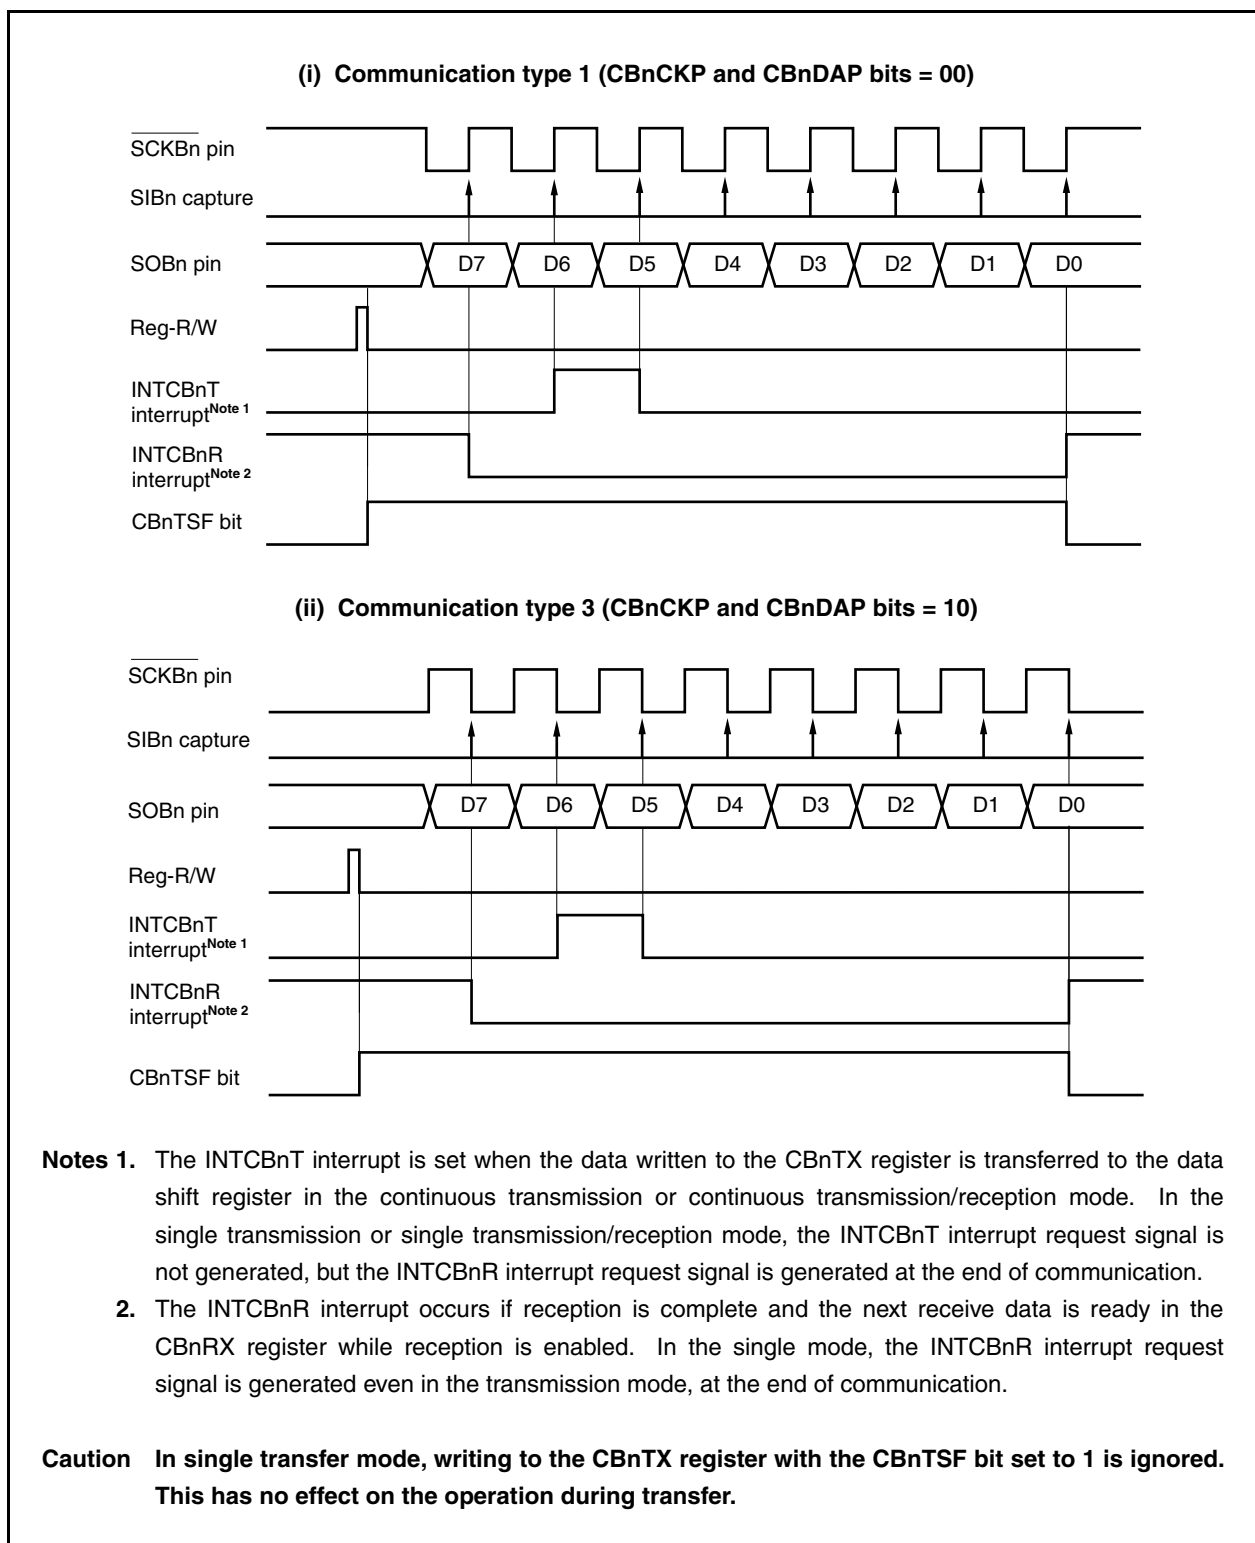 (i) Communication type 1 (CBnCKP and CBnDAP bits = 00)
SCKBn pin
SIBn capture
SOBn pin D7 D6 D5 D4 D3 D2 D1 D0
Reg-R/W
INTCBnT
interrupt Note 1
INTCBnR
interrupt Note 2
CBnTSF bit
(ii) Communication type 3 (CBnCKP and CBnDAP bits = 10)
SCKBn pin
SIBn capture
SOBn pin D7 D6 D5 D4 D3 D2 D1 D0
Reg-R/W
INTCBnT
interrupt Note 1
INTCBnR
interrupt Note 2
CBnTSF bit
Notes 1. The INTCBnT interrupt is set when the data written to the CBnTX register is transferred to the data
shift register in the continuous transmission or continuous transmission/reception mode. In the
single transmission or single transmission/reception mode, the INTCBnT interrupt request signal is
not generated, but the INTCBnR interrupt request signal is generated at the end of communication.
2. The INTCBnR interrupt occurs if reception is complete and the next receive data is ready in the
CBnRX register while reception is enabled. In the single mode, the INTCBnR interrupt request
signal is generated even in the transmission mode, at the end of communication.
Caution In single transfer mode, writing to the CBnTX register with the CBnTSF bit set to 1 is ignored.
This has no effect on the operation during transfer.